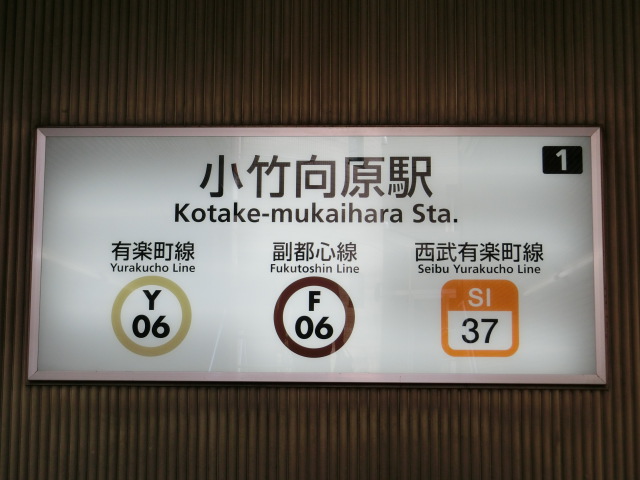 小竹向原駅
1
Kotake-mukaihara Sta.
有楽町線
Yurakucho Line
Y
06
副都心線
Fukutoshin Line
F
06
西武有楽町線
Seibu Yurakucho Line
SI
37